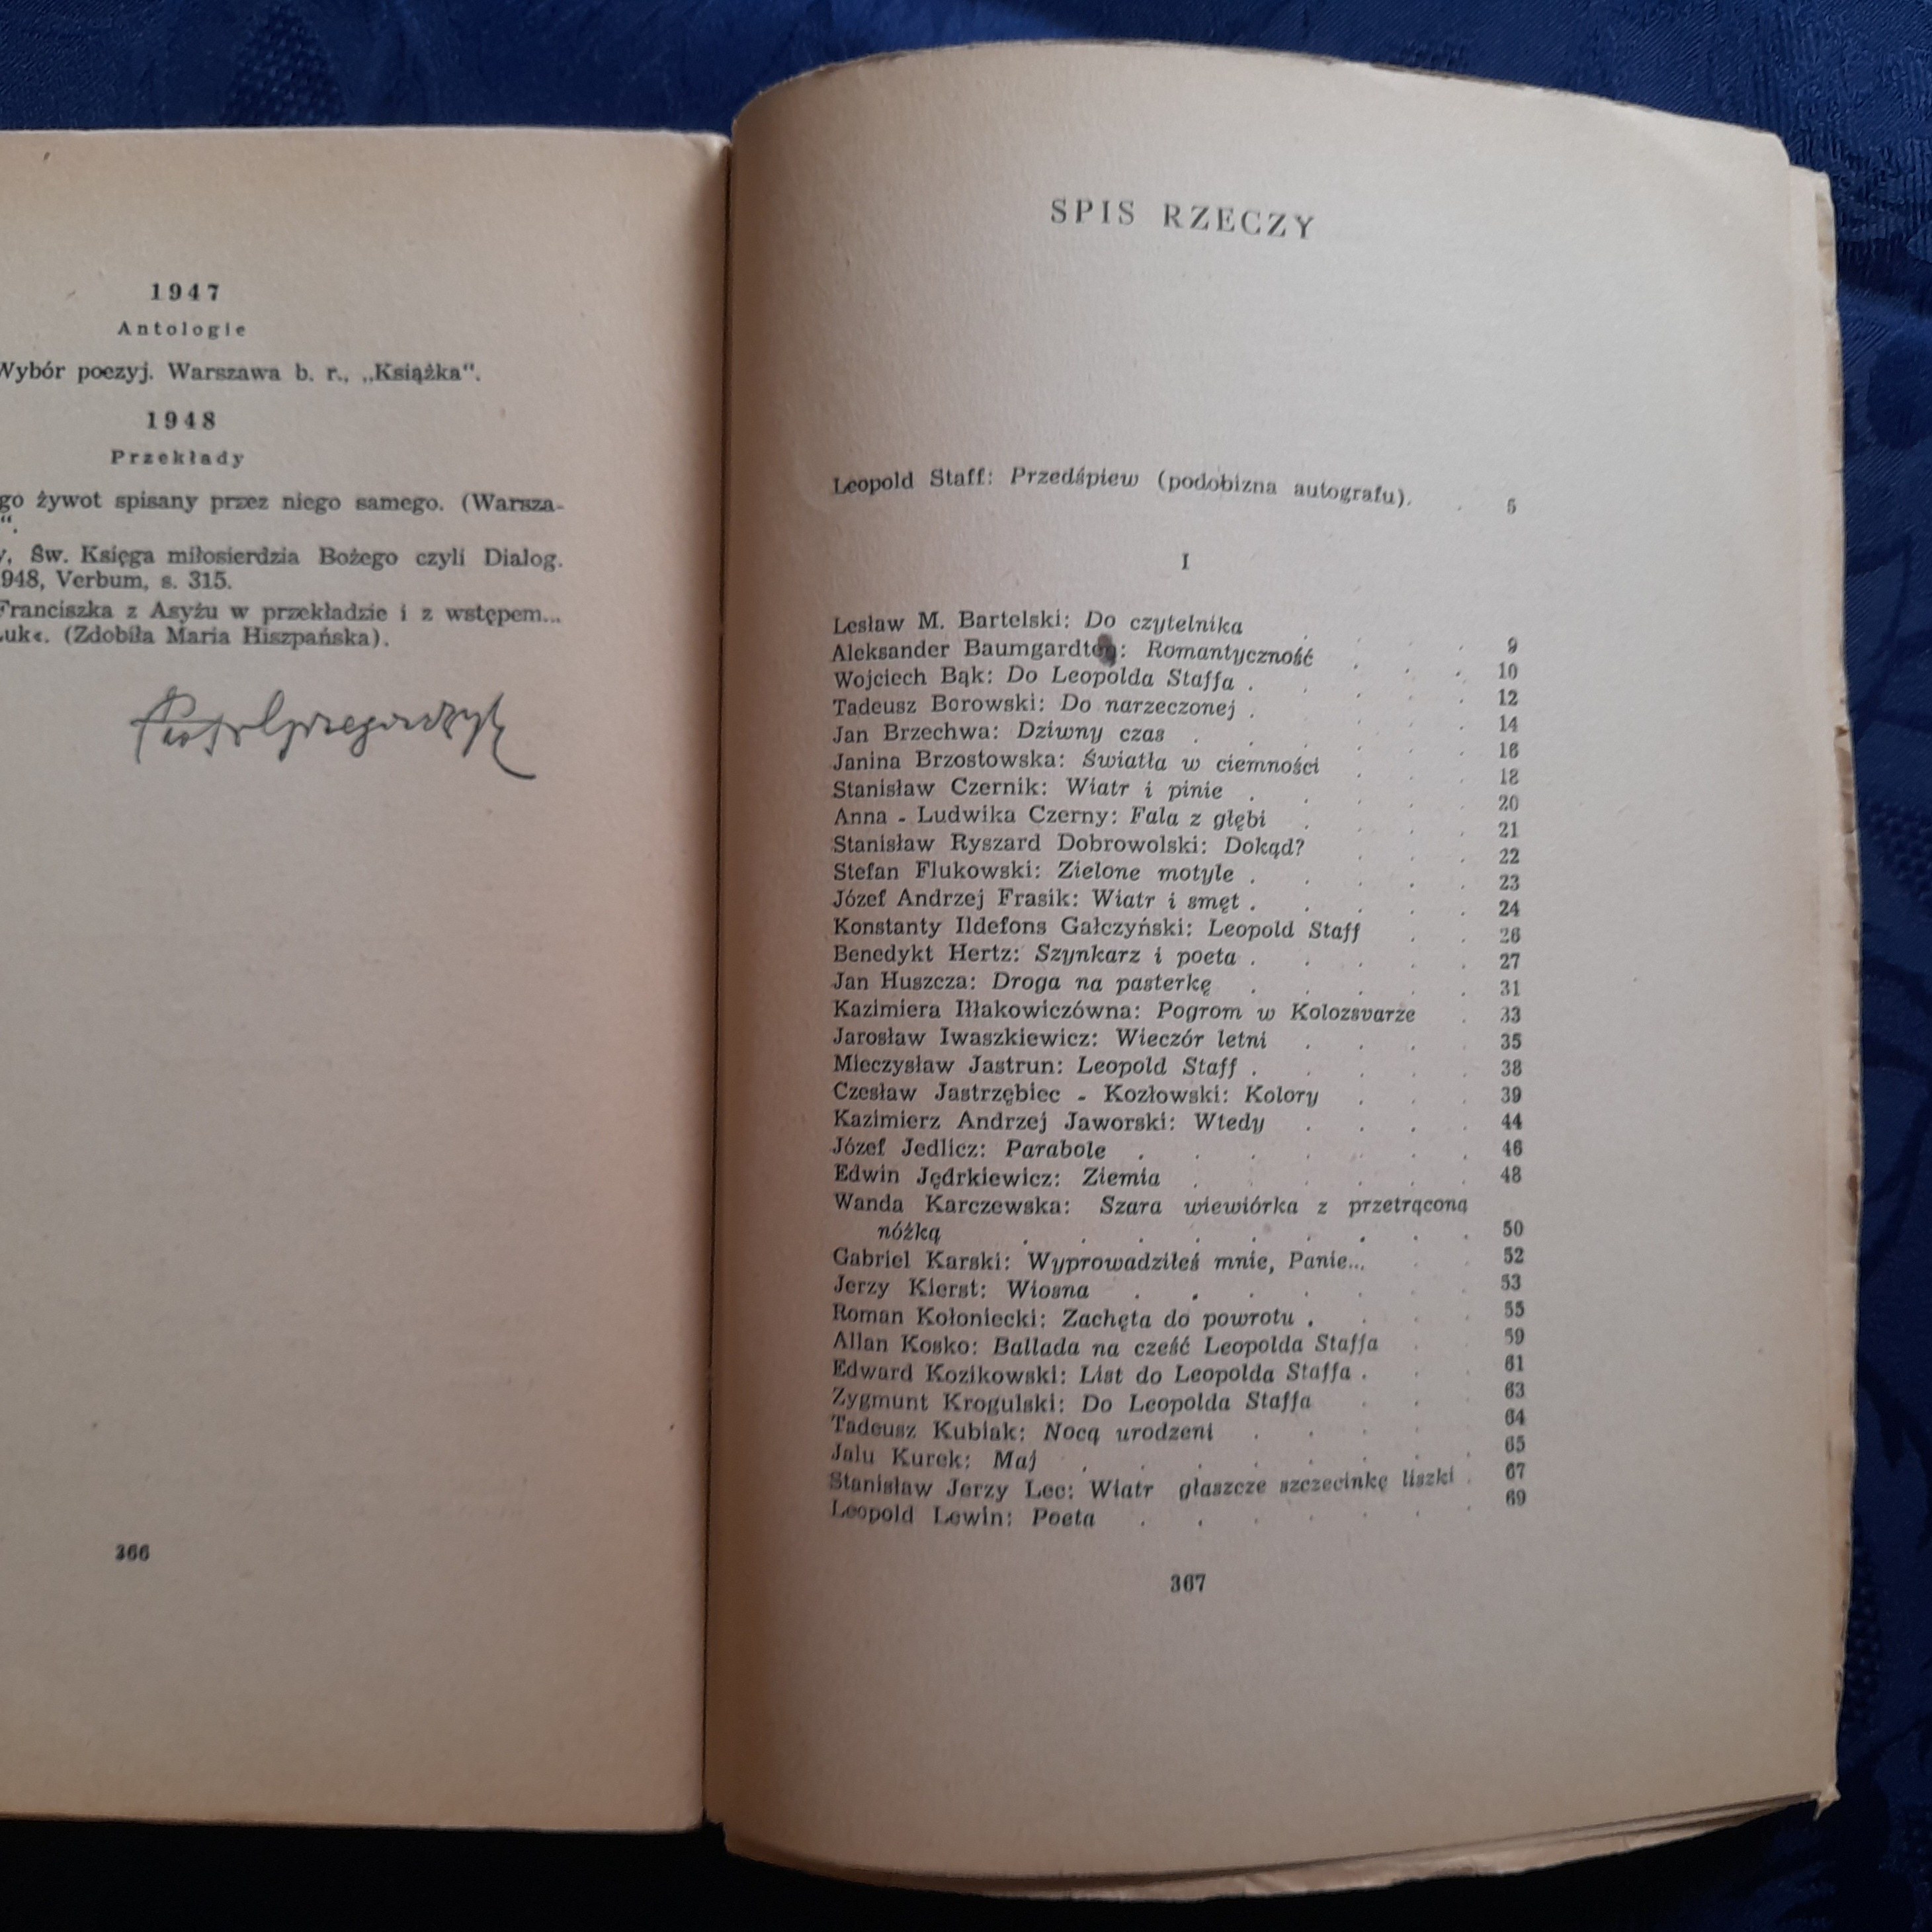 1947
Antologie
Wybór poezyj. Warszawa b. r., „Książka“.
1948
Przekłady
go żywot spisany przez niego samego. (Warsza-
“.
y, Św. Księga miłosierdzia Bożego czyli Dialog.
948, Verbum, s. 315.
Franciszka z Asyżu w przekładzie i z wstępem...
Luk«. (Zdobiła Maria Hiszpańska).
Piotr Grzegorczyk
366
SPIS RZECZY
Leopold Staff: Przedśpiew (podobizna autografu). . 5
I
Lesław M. Bartelski: Do czytelnika . . . . 9
Aleksander Baumgardten: Romantyczność . . . 10
Wojciech Bąk: Do Leopolda Staffa . . . . . 12
Tadeusz Borowski: Do narzeczonej . . . . . 14
Jan Brzechwa: Dziwny czas . . . . . . 16
Janina Brzostowska: Światła w ciemności . . . 18
Stanisław Czernik: Wiatr i pinie . . . . . 20
Anna - Ludwika Czerny: Fala z głębi . . . . 21
Stanisław Ryszard Dobrowolski: Dokąd? . . . 22
Stefan Flukowski: Zielone motyle . . . . . 23
Józef Andrzej Frasik: Wiatr i smęt . . . . . 24
Konstanty Ildefons Gałczyński: Leopold Staff . . 26
Benedykt Hertz: Szynkarz i poeta . . . . . 27
Jan Huszcza: Droga na pasterkę . . . . . 31
Kazimiera Iłłakowiczówna: Pogrom w Kolozsvarze . 33
Jarosław Iwaszkiewicz: Wieczór letni . . . . 35
Mieczysław Jastrun: Leopold Staff . . . . . 38
Czesław Jastrzębiec - Kozłowski: Kolory . . . 39
Kazimierz Andrzej Jaworski: Wtedy . . . . 44
Józef Jedlicz: Parabole . . . . . . . 46
Edwin Jędrkiewicz: Ziemia . . . . . . 48
Wanda Karczewska: Szara wiewiórka z przetrąconą
nóżką . . . . . . . . . 50
Gabriel Karski: Wyprowadziłeś mnie, Panie... . . 52
Jerzy Kierst: Wiosna . . . . . . . 53
Roman Kołoniecki: Zachęta do powrotu . . . . 55
Allan Kosko: Ballada na cześć Leopolda Staffa . . 59
Edward Kozikowski: List do Leopolda Staffa . . . 61
Zygmunt Krogulski: Do Leopolda Staffa . . . 63
Tadeusz Kubiak: Nocą urodzeni . . . . . 64
Jalu Kurek: Maj . . . . . . . . 65
Stanisław Jerzy Lec: Wiatr głaszcze szczecinkę liszki . 67
Leopold Lewin: Poeta . . . . . . . 69
367